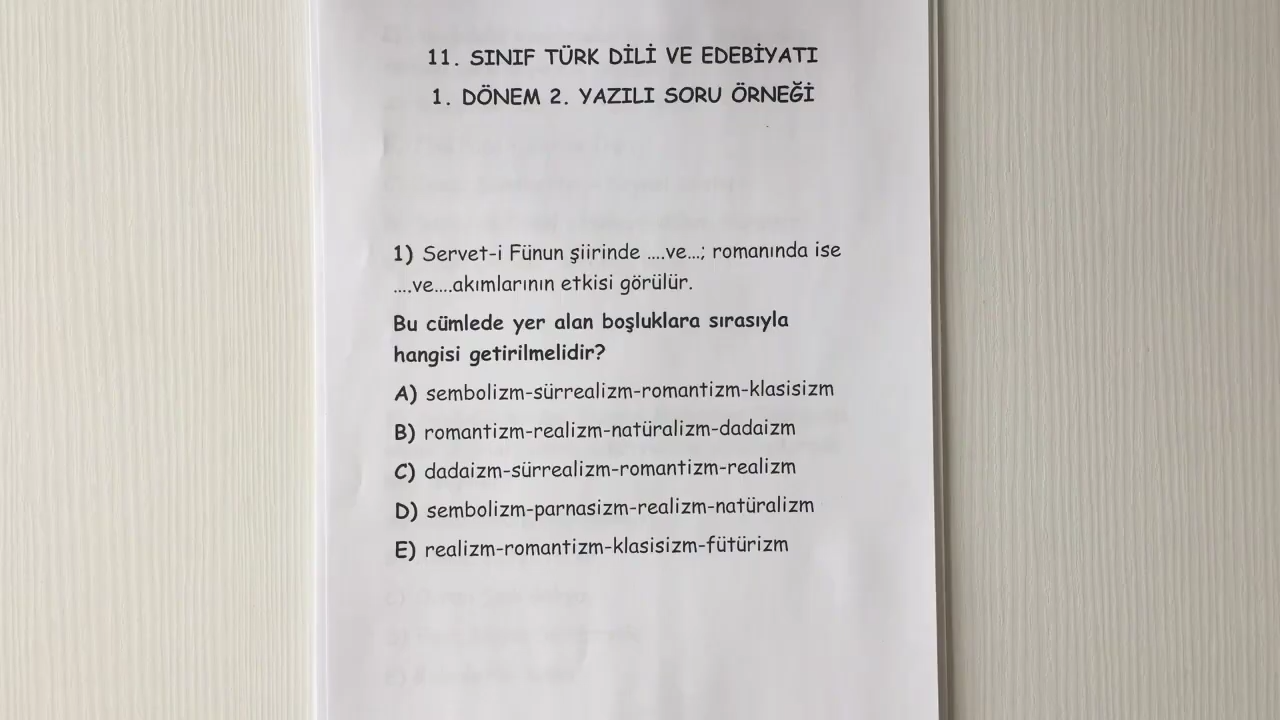 11. SINIF TÜRK DİLİ VE EDEBİYATI
1. DÖNEM 2. YAZILI SORU ÖRNEĞİ
1) Servet-i Fünun şiirinde ....ve...; romanında ise
....ve....akımlarının etkisi görülür.
Bu cümlede yer alan boşluklara sırasıyla
hangisi getirilmelidir?
A) sembolizm-sürrealizm-romantizm-klasisizm
B) romantizm-realizm-natüralizm-dadaizm
C) dadaizm-sürrealizm-romantizm-realizm
D) sembolizm-parnasizm-realizm-natüralizm
E) realizm-romantizm-klasisizm-fütürizm